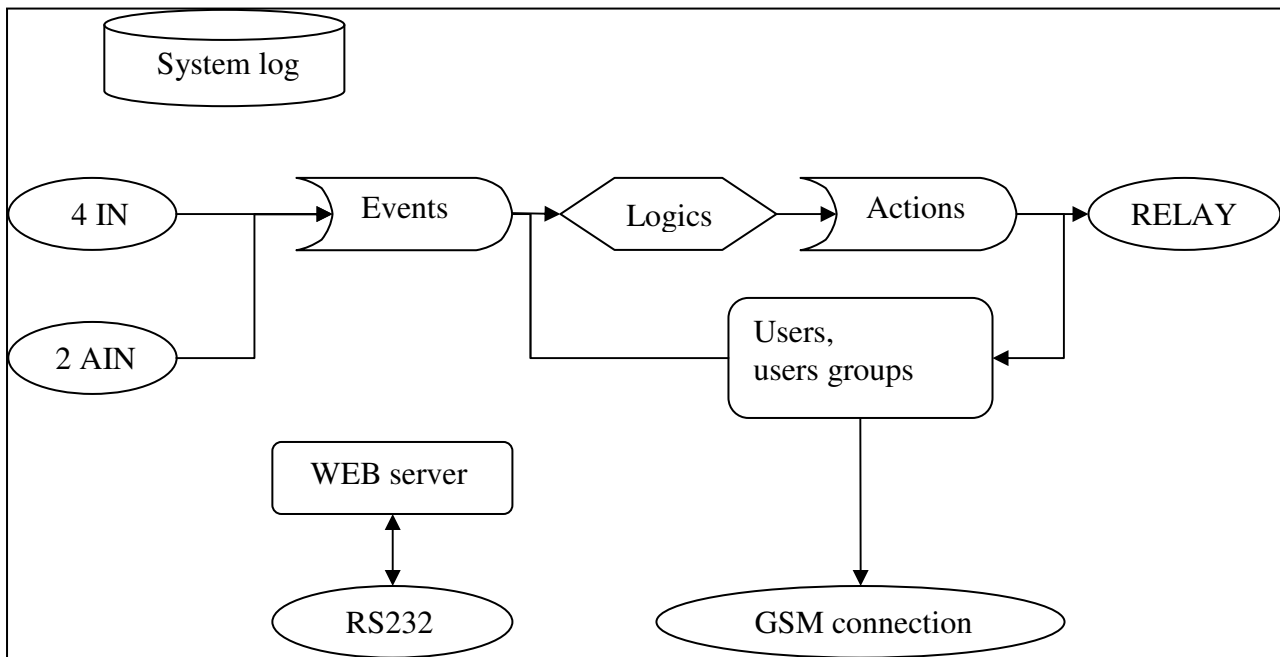 System log
4 IN
Events
Logics
Actions
RELAY
2 AIN
Users,
users groups
WEB server
RS232
GSM connection